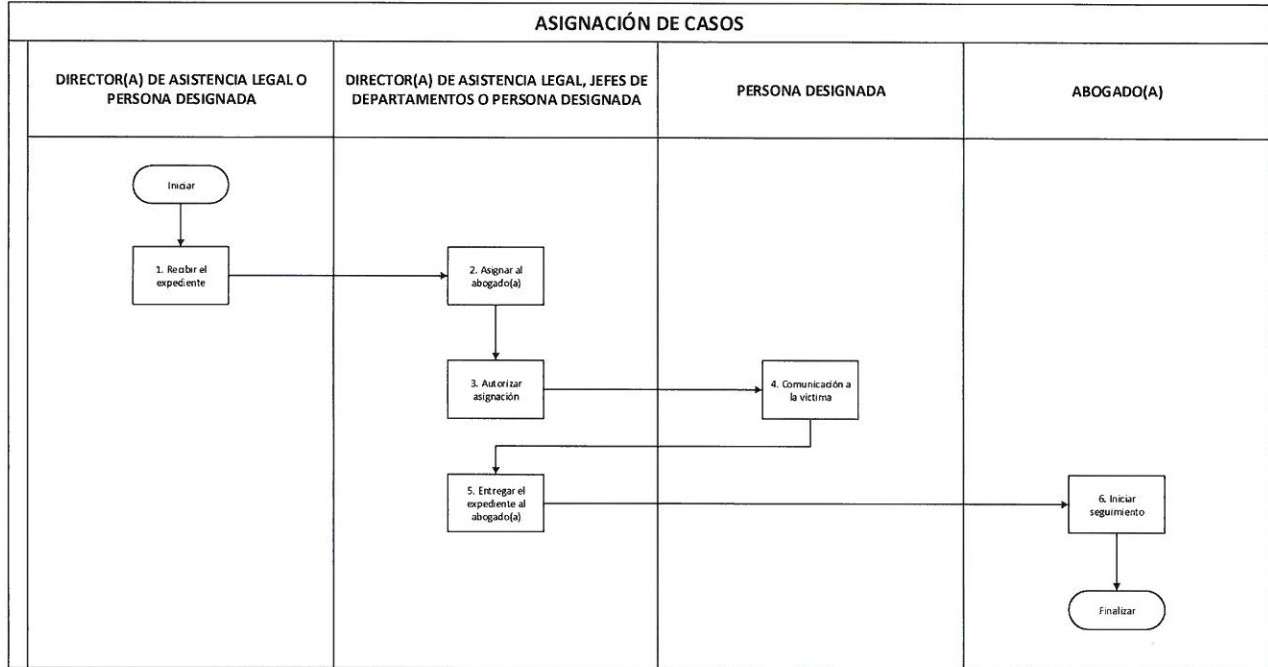 ASIGNACIÓN DE CASOS
DIRECTOR(A) DE ASISTENCIA LEGAL O
PERSONA DESIGNADA
DIRECTOR(A) DE ASISTENCIA LEGAL, JEFES DE
DEPARTAMENTOS O PERSONA DESIGNADA
PERSONA DESIGNADA
ABOGADO(A)
Iniciar
1. Recibir el
expediente
2. Asignar al
abogado(a)
3. Autorizar
asignación
4. Comunicación a
la víctima
5. Entregar el
expediente al
abogado(a)
6. Iniciar
seguimiento
Finalizar